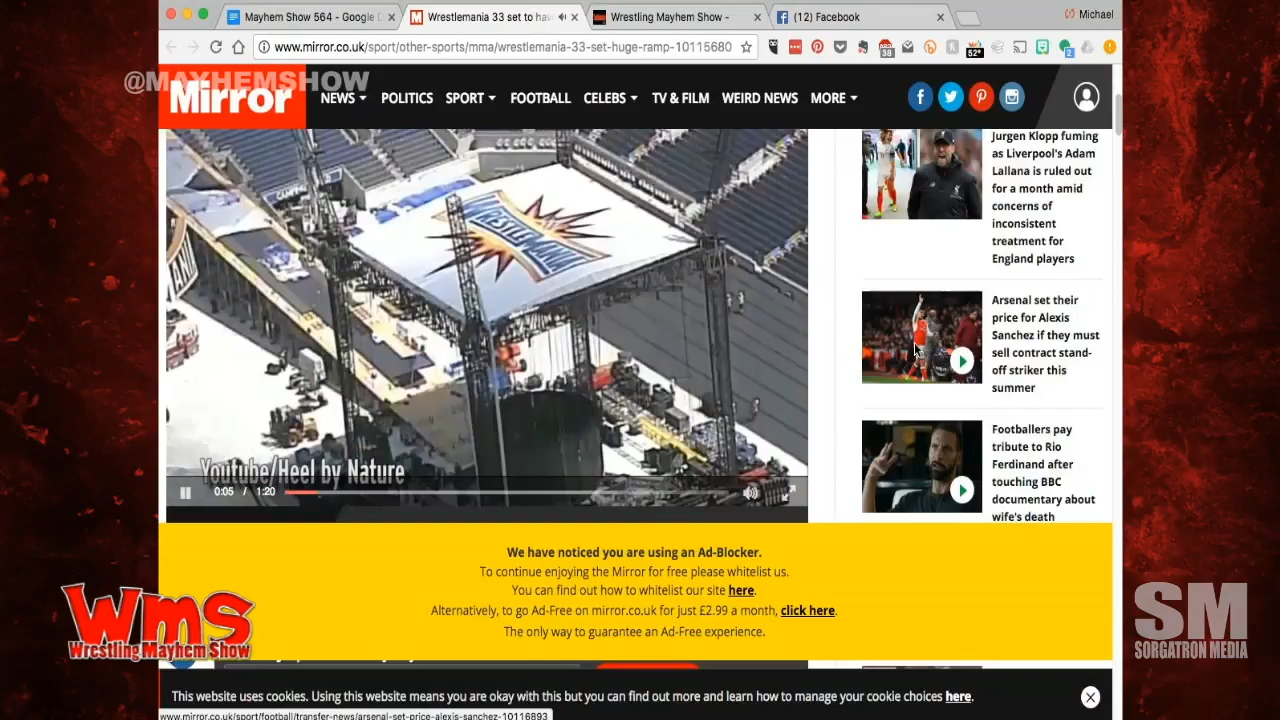 Mayhem Show 564 - Google D
Wrestlemania 33 set to ha
Wrestling Mayhem Show -
(12) Facebook
Michael
www.mirror.co.uk/sport/other-sports/mma/wrestlemania-33-set-huge-ramp-10115680
38
52°
2
@MAYHEMSHOW
Mirror
NEWS
POLITICS
SPORT
FOOTBALL
CELEBS
TV & FILM
WEIRD NEWS
MORE
WRESTLEMANIA
Youtube/Heel by Nature
0:05 / 1:20
Jurgen Klopp fuming
as Liverpool's Adam
Lallana is ruled out
for a month amid
concerns of
inconsistent
treatment for
England players
Arsenal set their
price for Alexis
Sanchez if they must
sell contract stand-
off striker this
summer
Footballers pay
tribute to Rio
Ferdinand after
touching BBC
documentary about
wife's death
We have noticed you are using an Ad-Blocker.
To continue enjoying the Mirror for free please whitelist us.
You can find out how to whitelist our site here.
Alternatively, to go Ad-Free on mirror.co.uk for just £2.99 a month, click here.
The only way to guarantee an Ad-Free experience.
WMS
Wrestling Mayhem Show
SM
SORGATRON MEDIA
This website uses cookies. Using this website means you are okay with this but you can find out more and learn how to manage your cookie choices here.
www.mirror.co.uk/sport/football/transfer-news/arsenal-set-price-alexis-sanchez-10116893